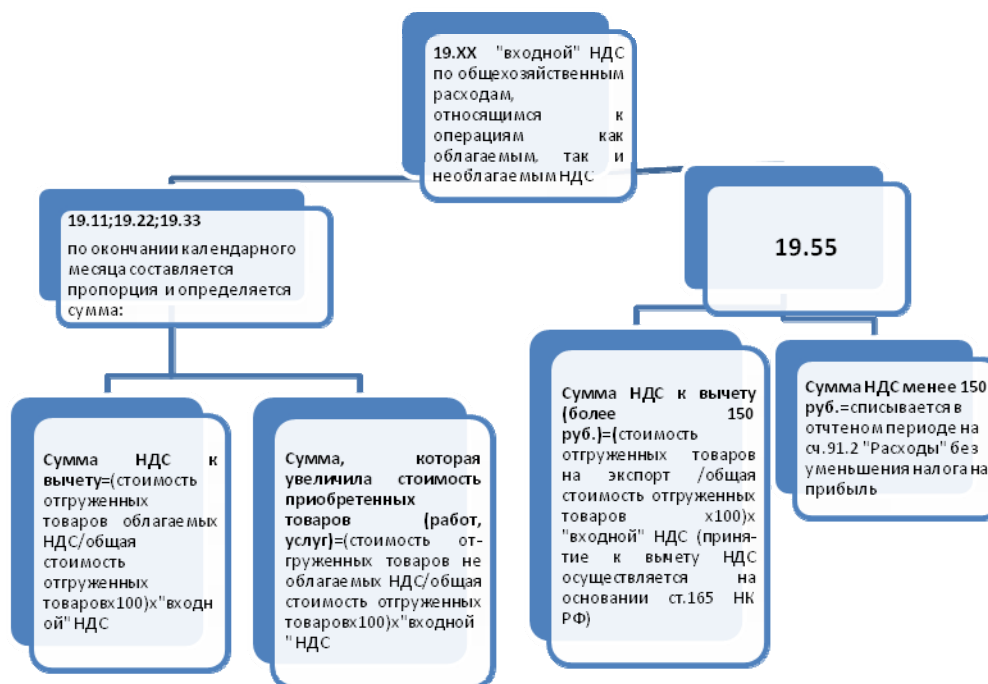 19.XX "входной" НДС
по общехозяйственным
расходам,
относящимся к
операциям как
облагаемым, так и
необлагаемым НДС
19.11;19.22;19.33
по окончании календарного
месяца составляется
пропорция и определяется
сумма:
19.55
Сумма НДС к
вычету=(стоимость
отгруженных
товаров облагаемых
НДС/общая
стоимость
отгруженных
товаровх100)х"входн
ой" НДС
Сумма, которая
увеличила стоимость
приобретенных
товаров (работ,
услуг)=(стоимость от-
груженных товаров не
облагаемых НДС/общая
стоимость отгруженных
товаровх100)х"входной
" НДС
Сумма НДС к вычету
(более 150
руб.)=(стоимость
отгруженных товаров
на экспорт /общая
стоимость отгруженных
товаров х100)х
"входной" НДС (приня-
тие к вычету НДС
осуществляется на
основании ст.165 НК
РФ)
Сумма НДС менее 150
руб.=списывается в
отчтеном периоде на
сч.91.2 "Расходы" без
уменьшения налога на
прибыль